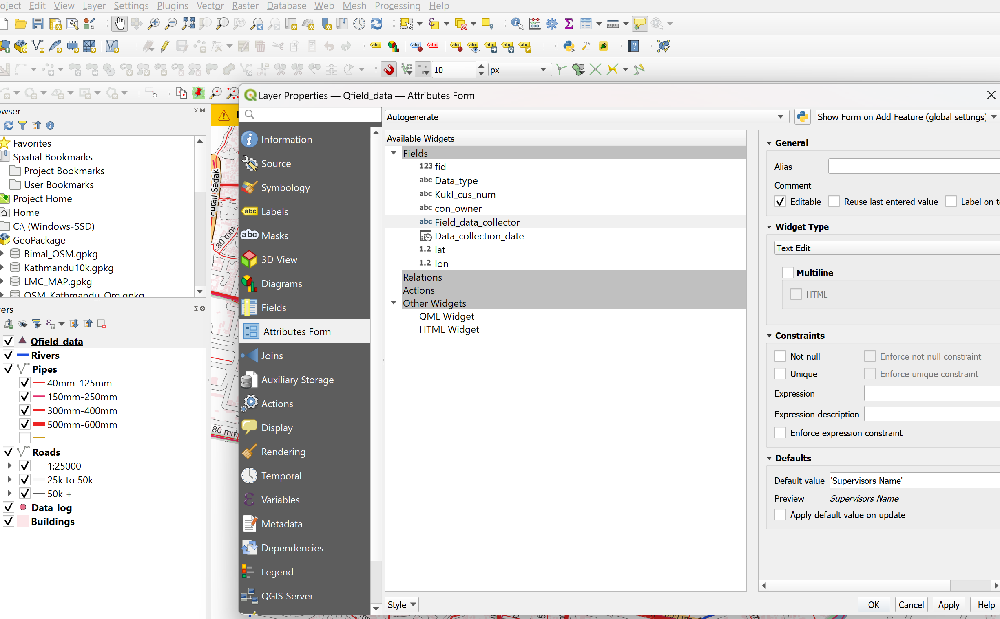 oject Edit View Layer Settings Plugins Vector Raster Database Web Mesh Processing Help
10 px
Layer Properties — Qfield_data — Attributes Form
owser
Favorites
Spatial Bookmarks
Project Bookmarks
User Bookmarks
Project Home
Home
C:\ (Windows-SSD)
GeoPackage
Bimal_OSM.gpkg
Kathmandu10k.gpkg
LMC_MAP.gpkg
OSM_Kathmandu_Org.gpkg
yers
Qfield_data
Rivers
Pipes
40mm-125mm
150mm-250mm
300mm-400mm
500mm-600mm
Roads
1:25000
25k to 50k
50k +
Data_log
Buildings
Putali Sadak
80 mm
80 mm
Information
Source
Symbology
Labels
Masks
3D View
Diagrams
Fields
Attributes Form
Joins
Auxiliary Storage
Actions
Display
Rendering
Temporal
Variables
Metadata
Dependencies
Legend
QGIS Server
Autogenerate
Show Form on Add Feature (global settings)
Available Widgets
Fields
123 fid
abc Data_type
abc Kukl_cus_num
abc con_owner
abc Field_data_collector
Data_collection_date
1.2 lat
1.2 lon
Relations
Actions
Other Widgets
QML Widget
HTML Widget
Style
General
Alias
Comment
Editable Reuse last entered value Label on t
Widget Type
Text Edit
Multiline
HTML
Constraints
Not null Enforce not null constraint
Unique Enforce unique constraint
Expression
Expression description
Enforce expression constraint
Defaults
Default value 'Supervisors Name'
Preview Supervisors Name
Apply default value on update
OK Cancel Apply Help